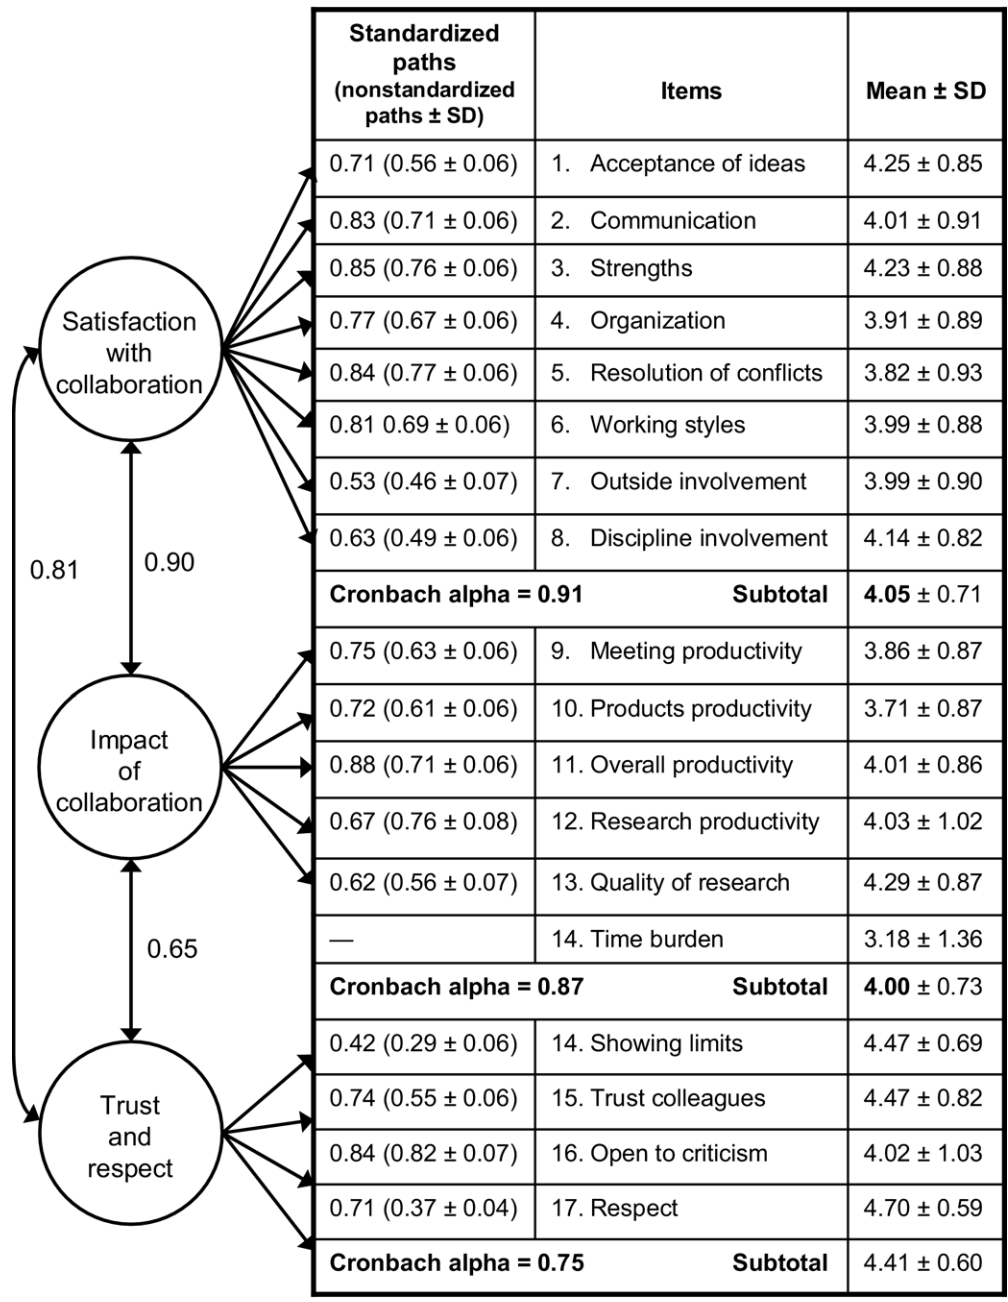 Standardized
paths
(nonstandardized
paths ± SD)
Items
Mean ± SD
0.71 (0.56 ± 0.06) 1. Acceptance of ideas 4.25 ± 0.85
0.83 (0.71 ± 0.06) 2. Communication 4.01 ± 0.91
0.85 (0.76 ± 0.06) 3. Strengths 4.23 ± 0.88
0.77 (0.67 ± 0.06) 4. Organization 3.91 ± 0.89
0.84 (0.77 ± 0.06) 5. Resolution of conflicts 3.82 ± 0.93
0.81 0.69 ± 0.06) 6. Working styles 3.99 ± 0.88
0.53 (0.46 ± 0.07) 7. Outside involvement 3.99 ± 0.90
0.63 (0.49 ± 0.06) 8. Discipline involvement 4.14 ± 0.82
Cronbach alpha = 0.91 Subtotal 4.05 ± 0.71
0.75 (0.63 ± 0.06) 9. Meeting productivity 3.86 ± 0.87
0.72 (0.61 ± 0.06) 10. Products productivity 3.71 ± 0.87
0.88 (0.71 ± 0.06) 11. Overall productivity 4.01 ± 0.86
0.67 (0.76 ± 0.08) 12. Research productivity 4.03 ± 1.02
0.62 (0.56 ± 0.07) 13. Quality of research 4.29 ± 0.87
— 14. Time burden 3.18 ± 1.36
Cronbach alpha = 0.87 Subtotal 4.00 ± 0.73
0.42 (0.29 ± 0.06) 14. Showing limits 4.47 ± 0.69
0.74 (0.55 ± 0.06) 15. Trust colleagues 4.47 ± 0.82
0.84 (0.82 ± 0.07) 16. Open to criticism 4.02 ± 1.03
0.71 (0.37 ± 0.04) 17. Respect 4.70 ± 0.59
Cronbach alpha = 0.75 Subtotal 4.41 ± 0.60
Satisfaction
with
collaboration
0.81
0.90
Impact
of
collaboration
0.65
Trust
and
respect